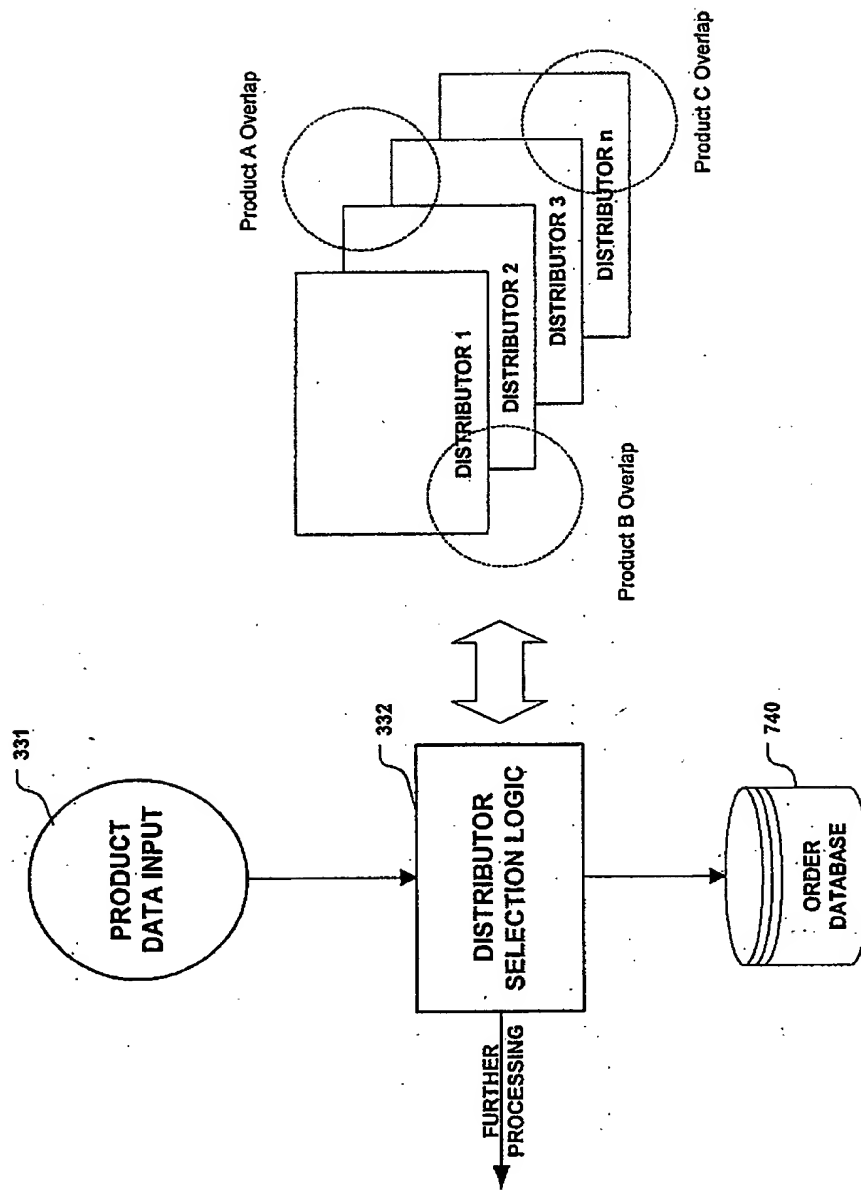 331
PRODUCT
DATA INPUT
332
DISTRIBUTOR
SELECTION LOGIC
FURTHER
PROCESSING
740
ORDER
DATABASE
Product A Overlap
DISTRIBUTOR 1
DISTRIBUTOR 2
DISTRIBUTOR 3
DISTRIBUTOR n
Product B Overlap
Product C Overlap